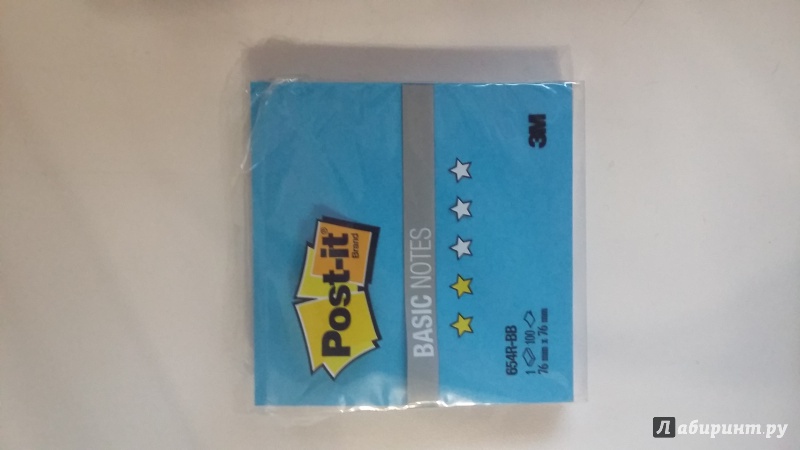 Post-it®
Brand
BASIC NOTES
654R-BB
1 100
76 mm x 76 mm
3M
Лабиринт.ру